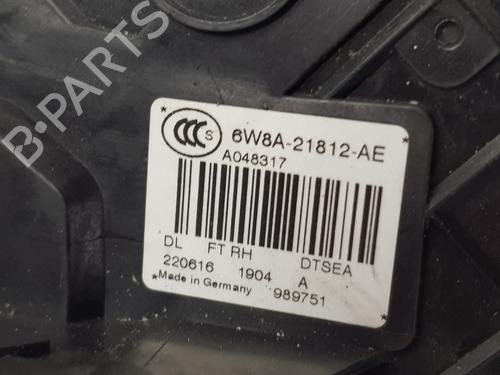 CCC S 6W8A-21812-AE
A048317
DL FT RH DTSEA
220616 1904 A
Made in Germany 989751
B-PARTS